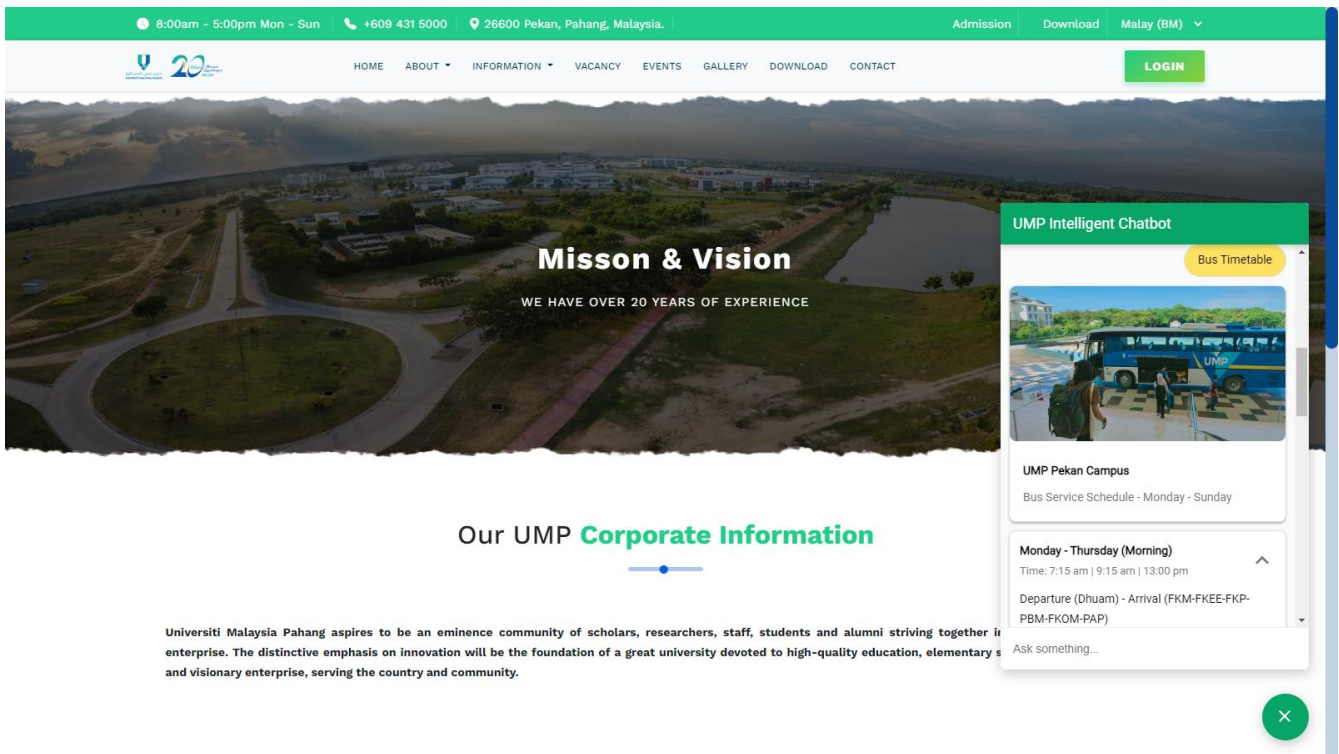 8:00am - 5:00pm Mon - Sun
+609 431 5000
26600 Pekan, Pahang, Malaysia.
Admission
Download
Malay (BM)
20
HOME ABOUT INFORMATION VACANCY EVENTS GALLERY DOWNLOAD CONTACT
LOGIN
Misson & Vision
WE HAVE OVER 20 YEARS OF EXPERIENCE
UMP Intelligent Chatbot
Bus Timetable
UMP
UMP Pekan Campus
Bus Service Schedule - Monday - Sunday
Monday - Thursday (Morning)
Time: 7:15 am | 9:15 am | 13:00 pm
Departure (Dhuam) - Arrival (FKM-FKEE-FKP-
PBM-FKOM-PAP)
Ask something...
Our UMP Corporate Information
Universiti Malaysia Pahang aspires to be an eminence community of scholars, researchers, staff, students and alumni striving together in
enterprise. The distinctive emphasis on innovation will be the foundation of a great university devoted to high-quality education, elementary s
and visionary enterprise, serving the country and community.